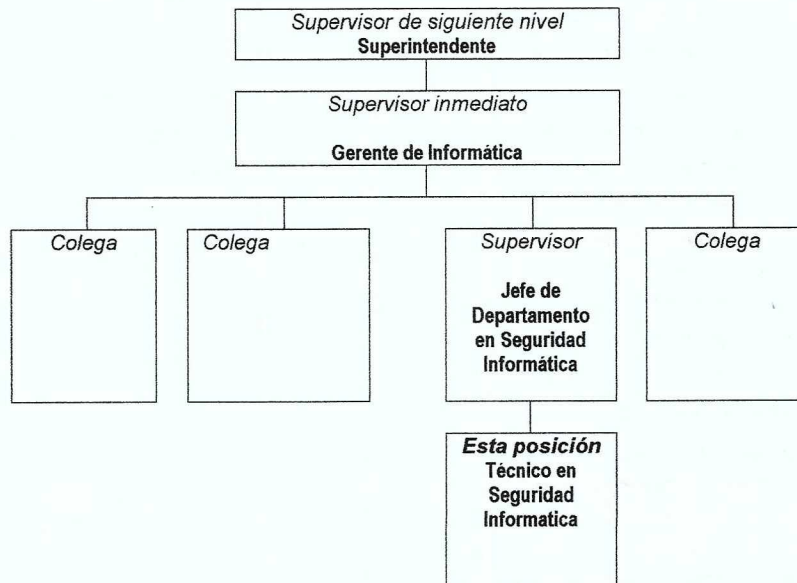 Supervisor de siguiente nivel
Superintendente
Supervisor inmediato
Gerente de Informática
Colega
Colega
Supervisor
Jefe de
Departamento
en Seguridad
Informática
Colega
Esta posición
Técnico en
Seguridad
Informatica